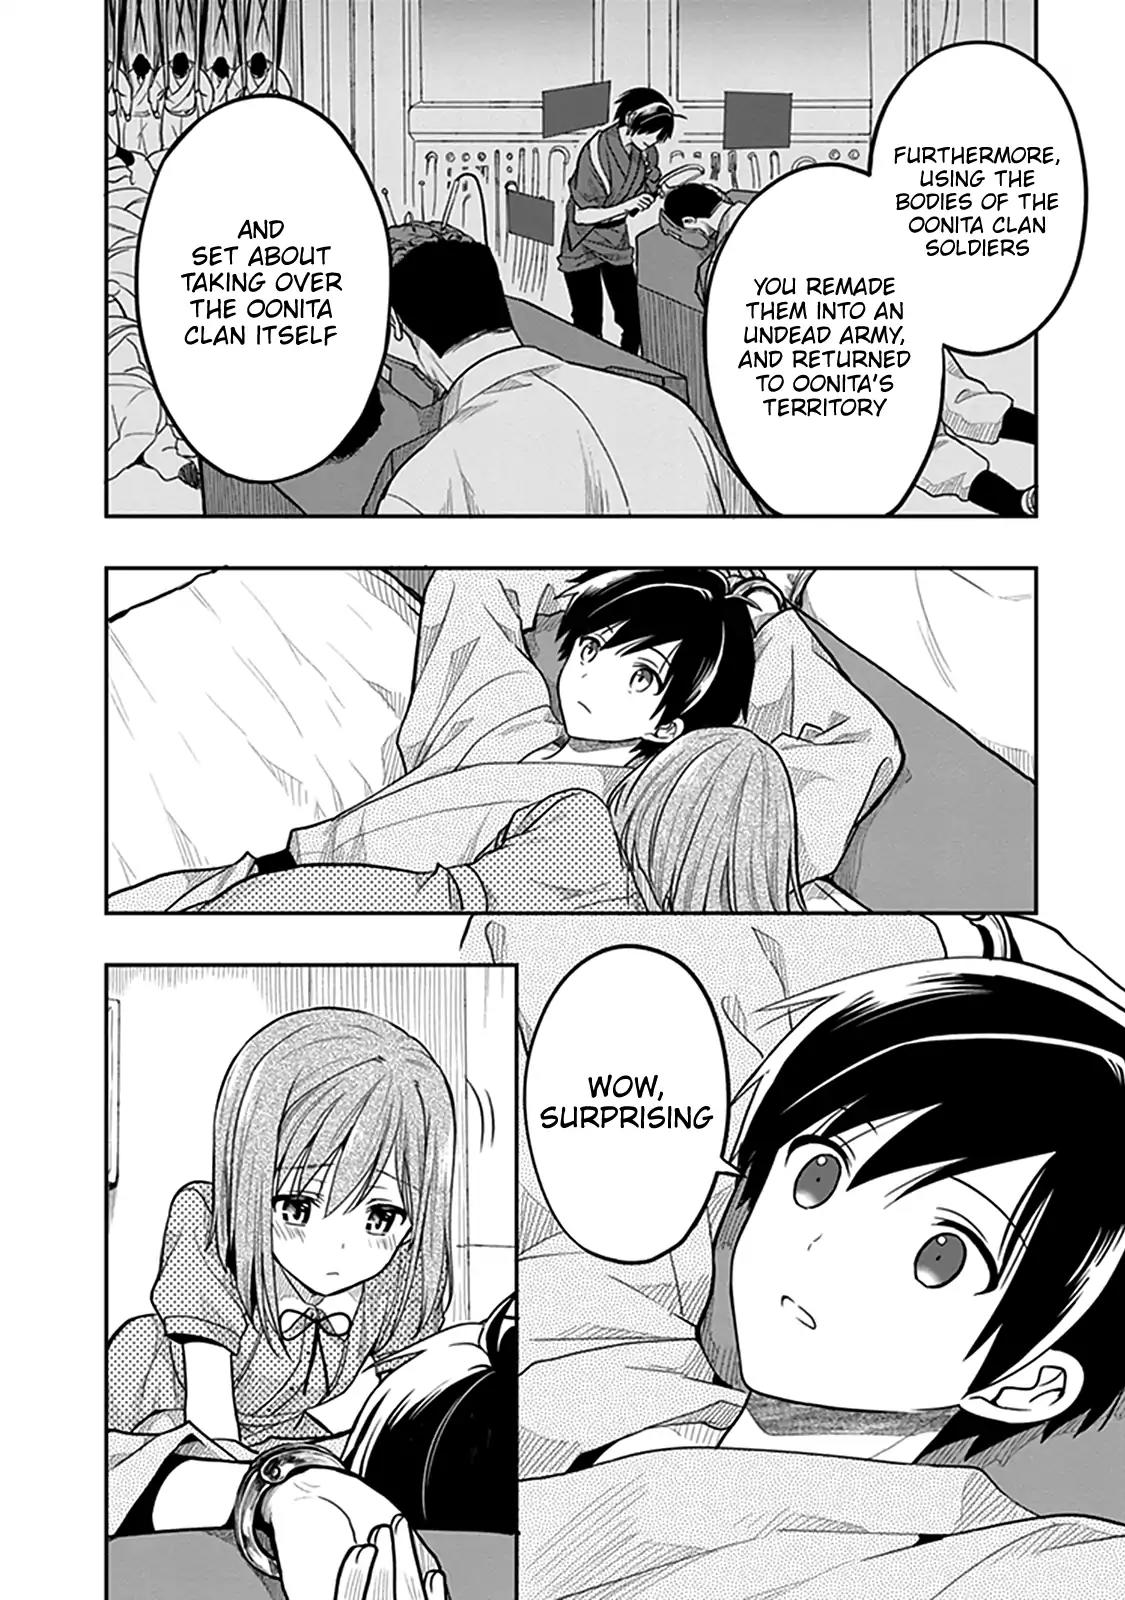 FURTHERMORE,
USING THE
BODIES OF THE
OONITA CLAN
SOLDIERS
YOU REMADE
THEM INTO AN
UNDEAD ARMY,
AND RETURNED
TO OONITA'S
TERRITORY
AND
SET ABOUT
TAKING OVER
THE OONITA
CLAN ITSELF
WOW,
SURPRISING